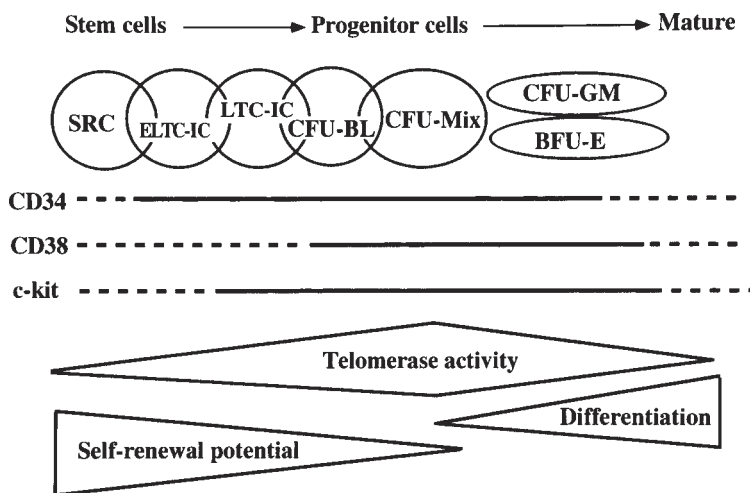 Stem cells Progenitor cells Mature
SRC ELTC-IC LTC-IC CFU-BL CFU-Mix
CFU-GM
BFU-E
CD34
CD38
c-kit
Telomerase activity
Differentiation
Self-renewal potential